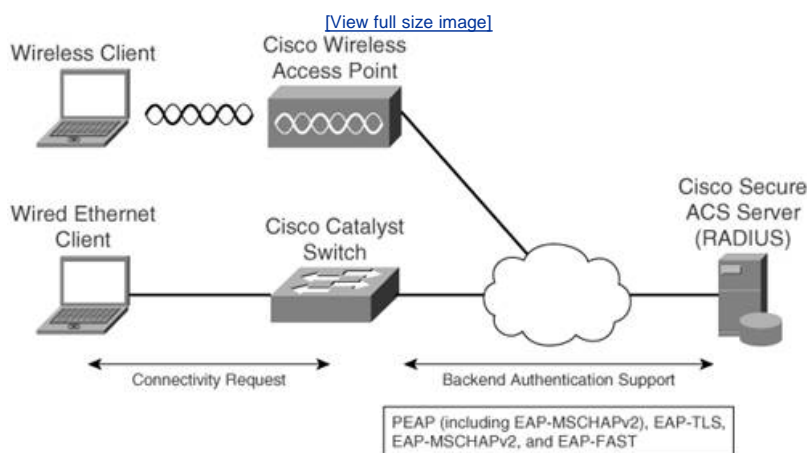 [View full size image]
Wireless Client
Cisco Wireless
Access Point
Wired Ethernet
Client
Cisco Catalyst
Switch
Cisco Secure
ACS Server
(RADIUS)
Connectivity Request
Backend Authentication Support
PEAP (including EAP-MSCHAPv2), EAP-TLS,
EAP-MSCHAPv2, and EAP-FAST